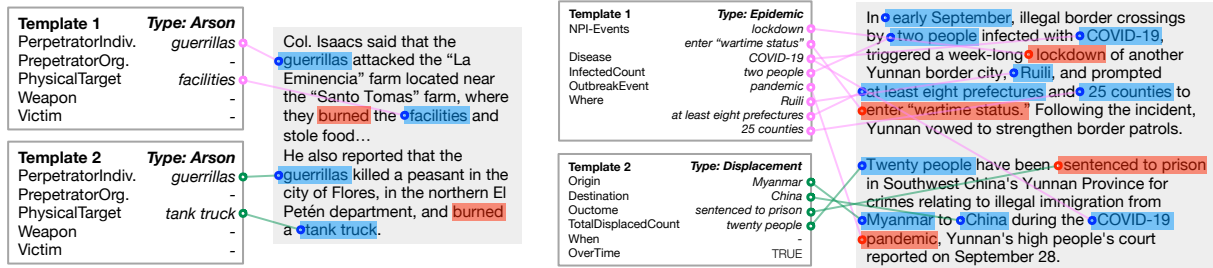 Template 1 Type: Arson
PerpetratorIndiv. guerrillas
PrepetratorOrg. -
PhysicalTarget facilities
Weapon -
Victim -
Template 2 Type: Arson
PerpetratorIndiv. guerrillas
PrepetratorOrg. -
PhysicalTarget tank truck
Weapon -
Victim -
Col. Isaacs said that the
guerrillas attacked the “La
Eminencia” farm located near
the “Santo Tomas” farm, where
they burned the facilities and
stole food…
He also reported that the
guerrillas killed a peasant in the
city of Flores, in the northern El
Petén department, and burned
a tank truck.
Template 1 Type: Epidemic
NPI-Events lockdown
enter “wartime status”
Disease COVID-19
InfectedCount two people
OutbreakEvent pandemic
Where Ruili
at least eight prefectures
25 counties
Template 2 Type: Displacement
Origin Myanmar
Destination China
Ouctome sentenced to prison
TotalDisplacedCount twenty people
When -
OverTime TRUE
In early September, illegal border crossings
by two people infected with COVID-19,
triggered a week-long lockdown of another
Yunnan border city, Ruili, and prompted
at least eight prefectures and 25 counties to
enter “wartime status.” Following the incident,
Yunnan vowed to strengthen border patrols.
Twenty people have been sentenced to prison
in Southwest China's Yunnan Province for
crimes relating to illegal immigration from
Myanmar to China during the COVID-19
pandemic, Yunnan's high people's court
reported on September 28.